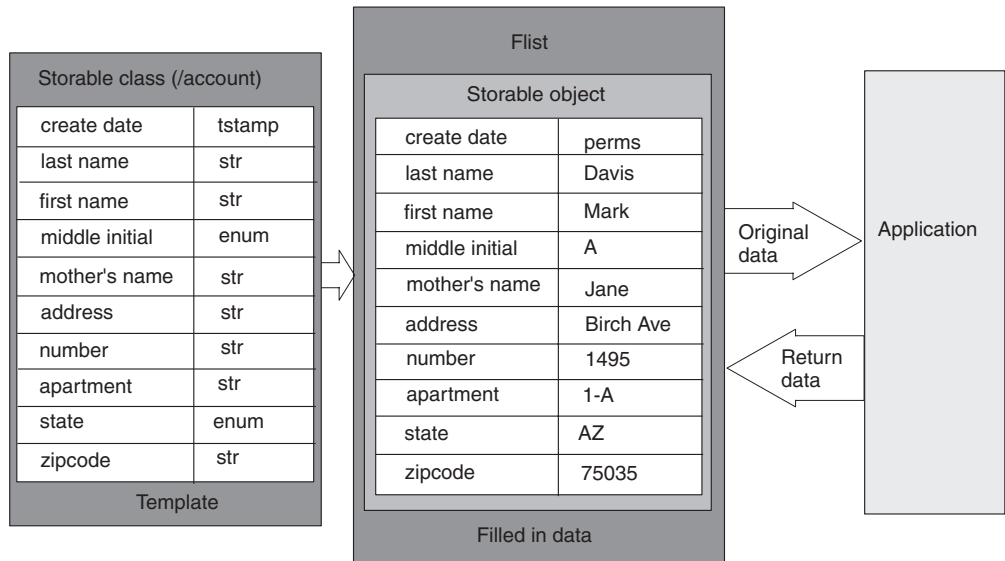 Storable class (/account)
create date tstamp
last name str
first name str
middle initial enum
mother's name str
address str
number str
apartment str
state enum
zipcode str
Template
Flist
Storable object
create date perms
last name Davis
first name Mark
middle initial A
mother's name Jane
address Birch Ave
number 1495
apartment 1-A
state AZ
zipcode 75035
Filled in data
Original
data
Return
data
Application